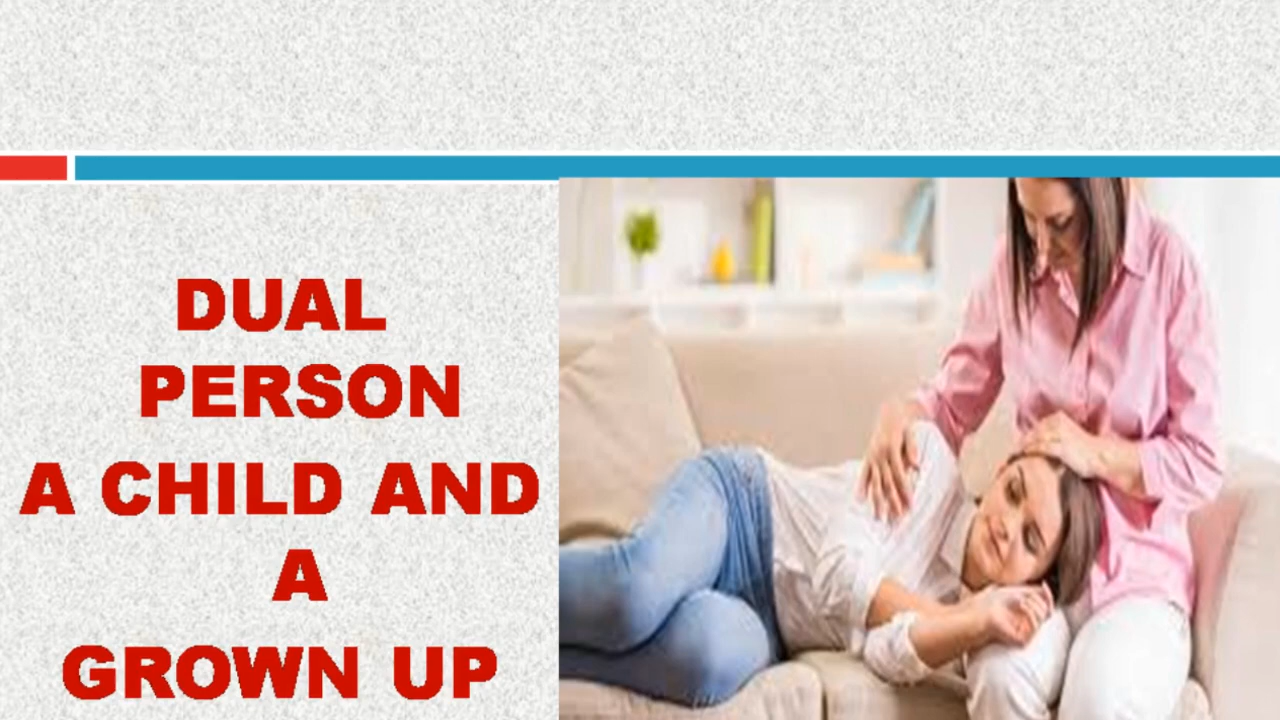 DUAL
PERSON
A CHILD AND
A
GROWN UP